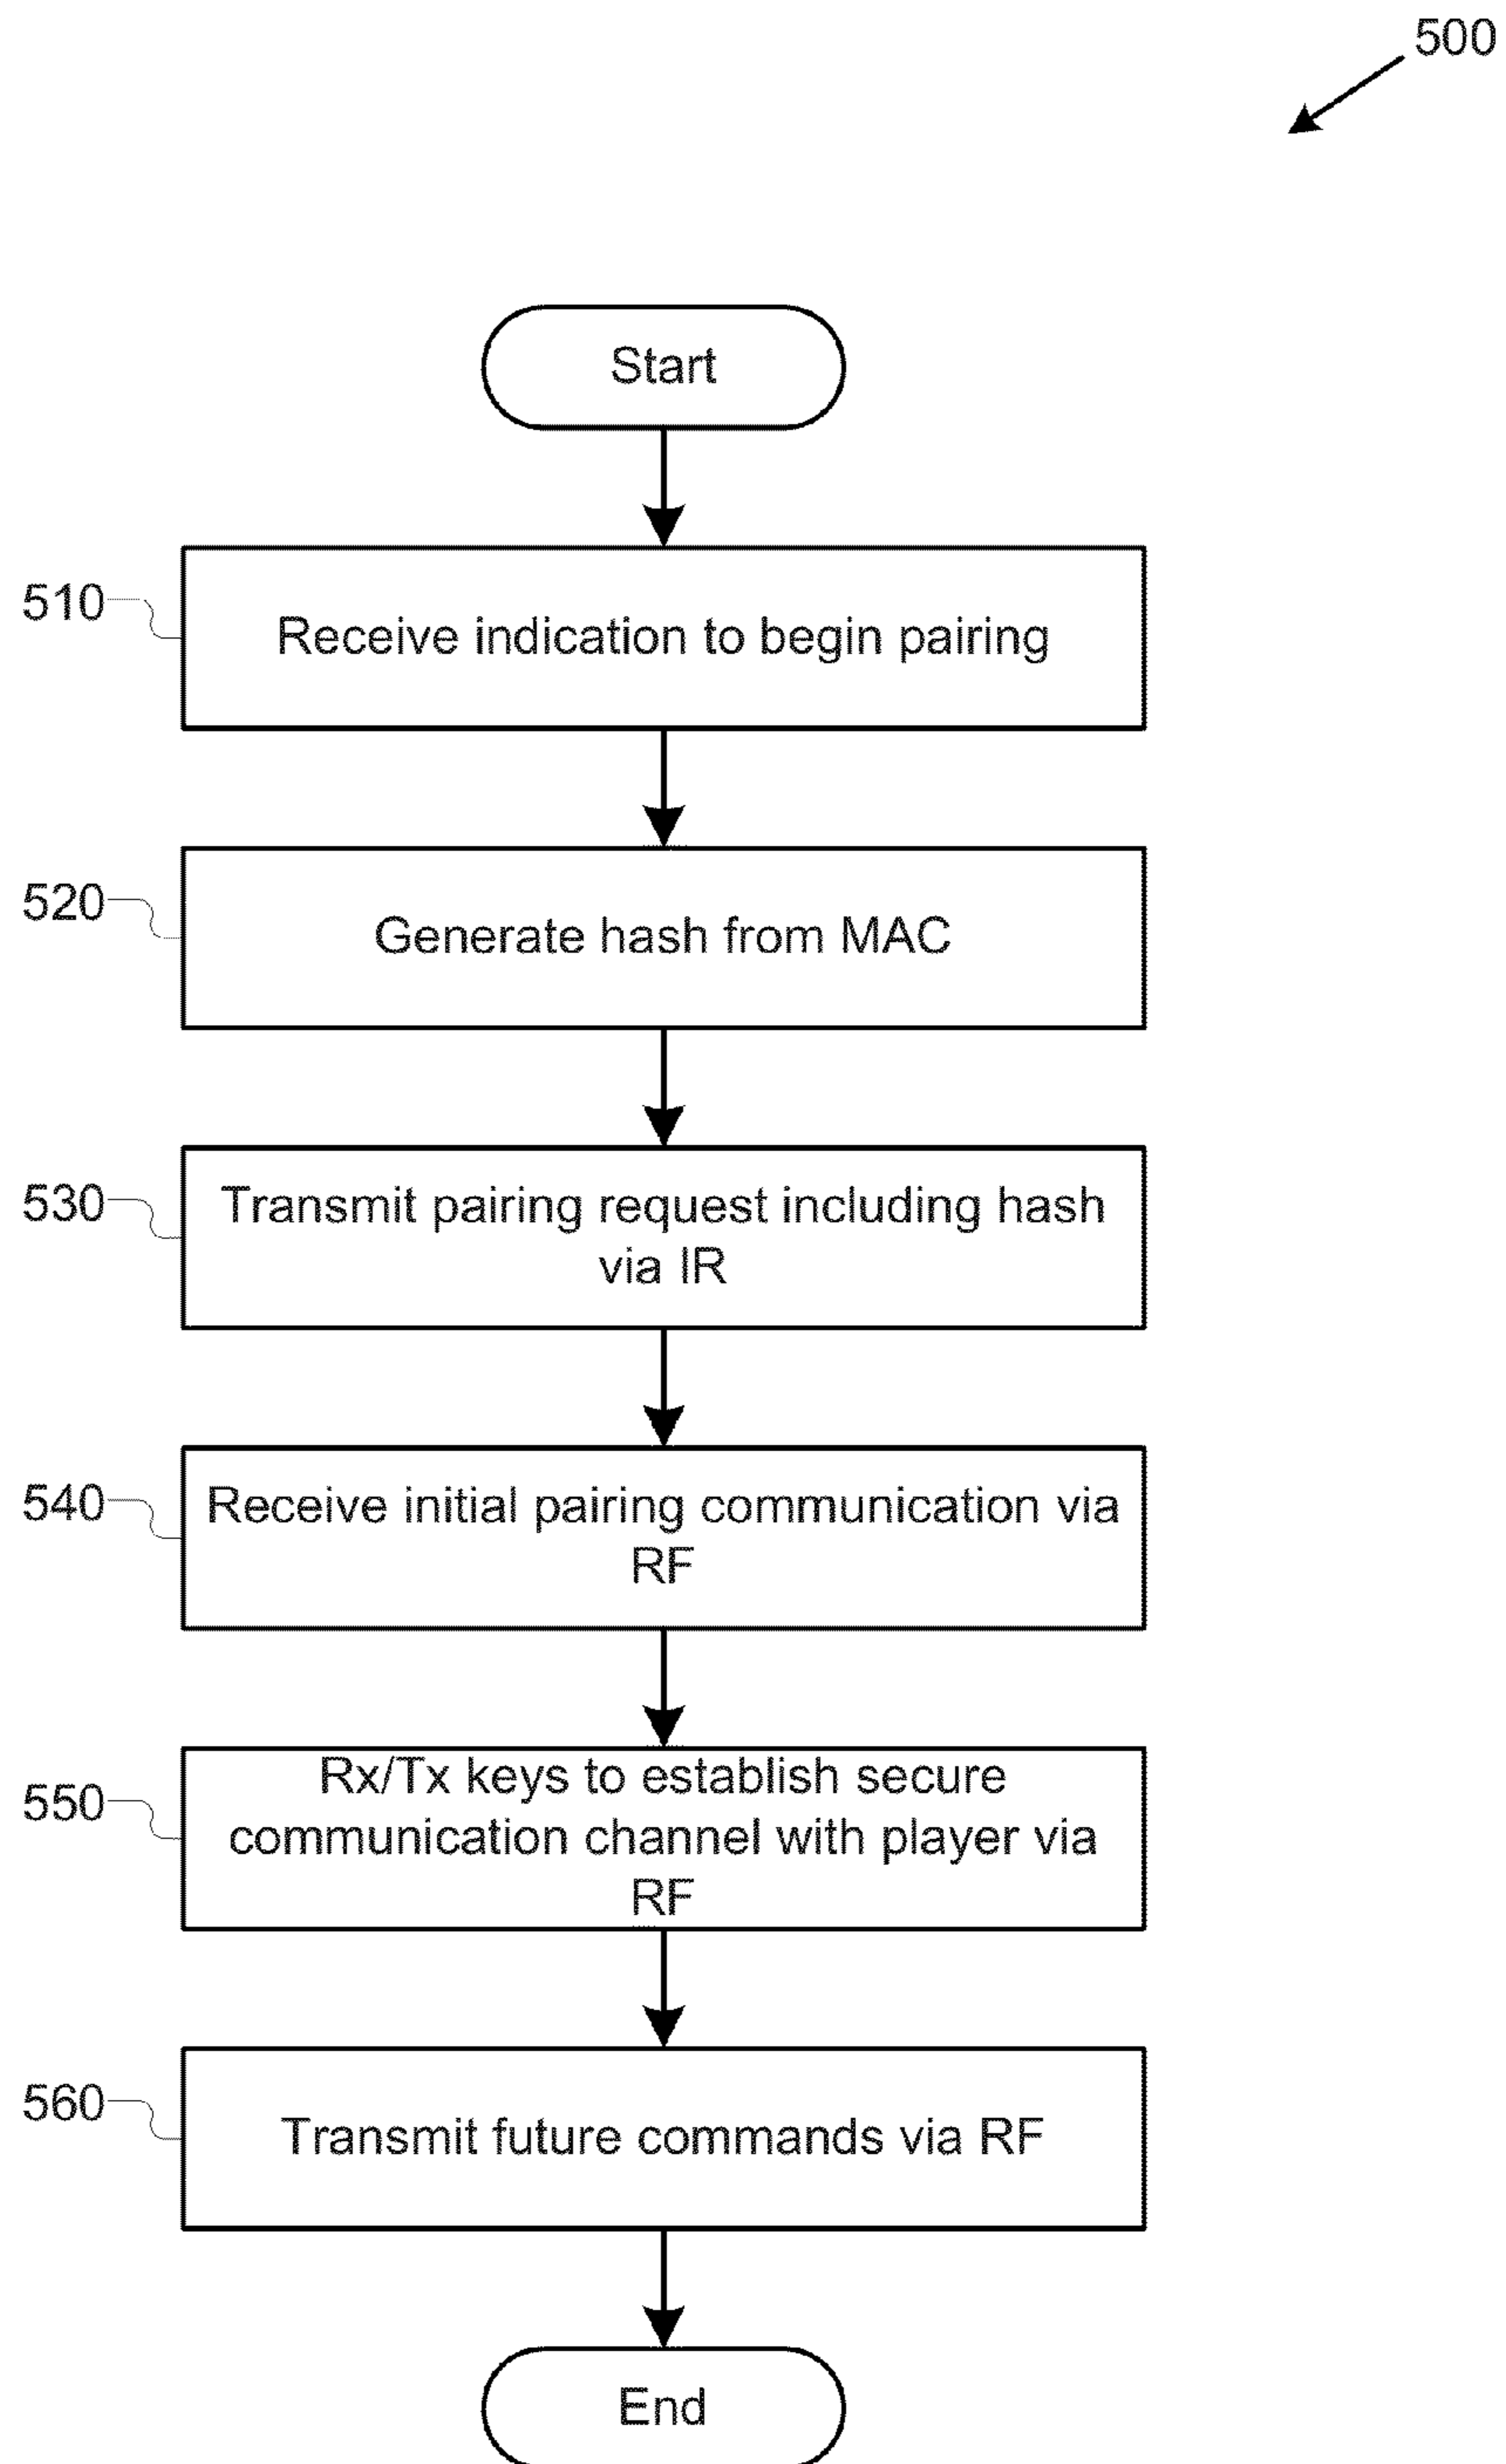 500
Start
510
Receive indication to begin pairing
520
Generate hash from MAC
530
Transmit pairing request including hash
via IR
540
Receive initial pairing communication via
RF
550
Rx/Tx keys to establish secure
communication channel with player via
RF
560
Transmit future commands via RF
End